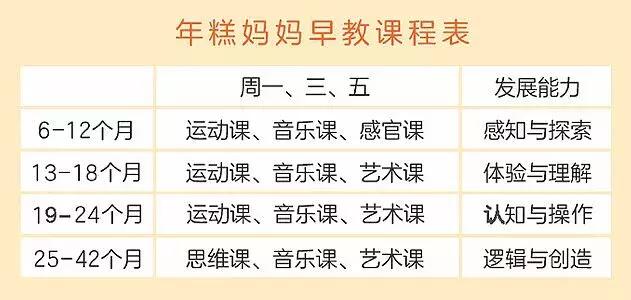 年糕妈妈早教课程表
周一、三、五 发展能力
6-12个月 运动课、音乐课、感官课 感知与探索
13-18个月 运动课、音乐课、艺术课 体验与理解
19-24个月 运动课、音乐课、艺术课 认知与操作
25-42个月 思维课、音乐课、艺术课 逻辑与创造